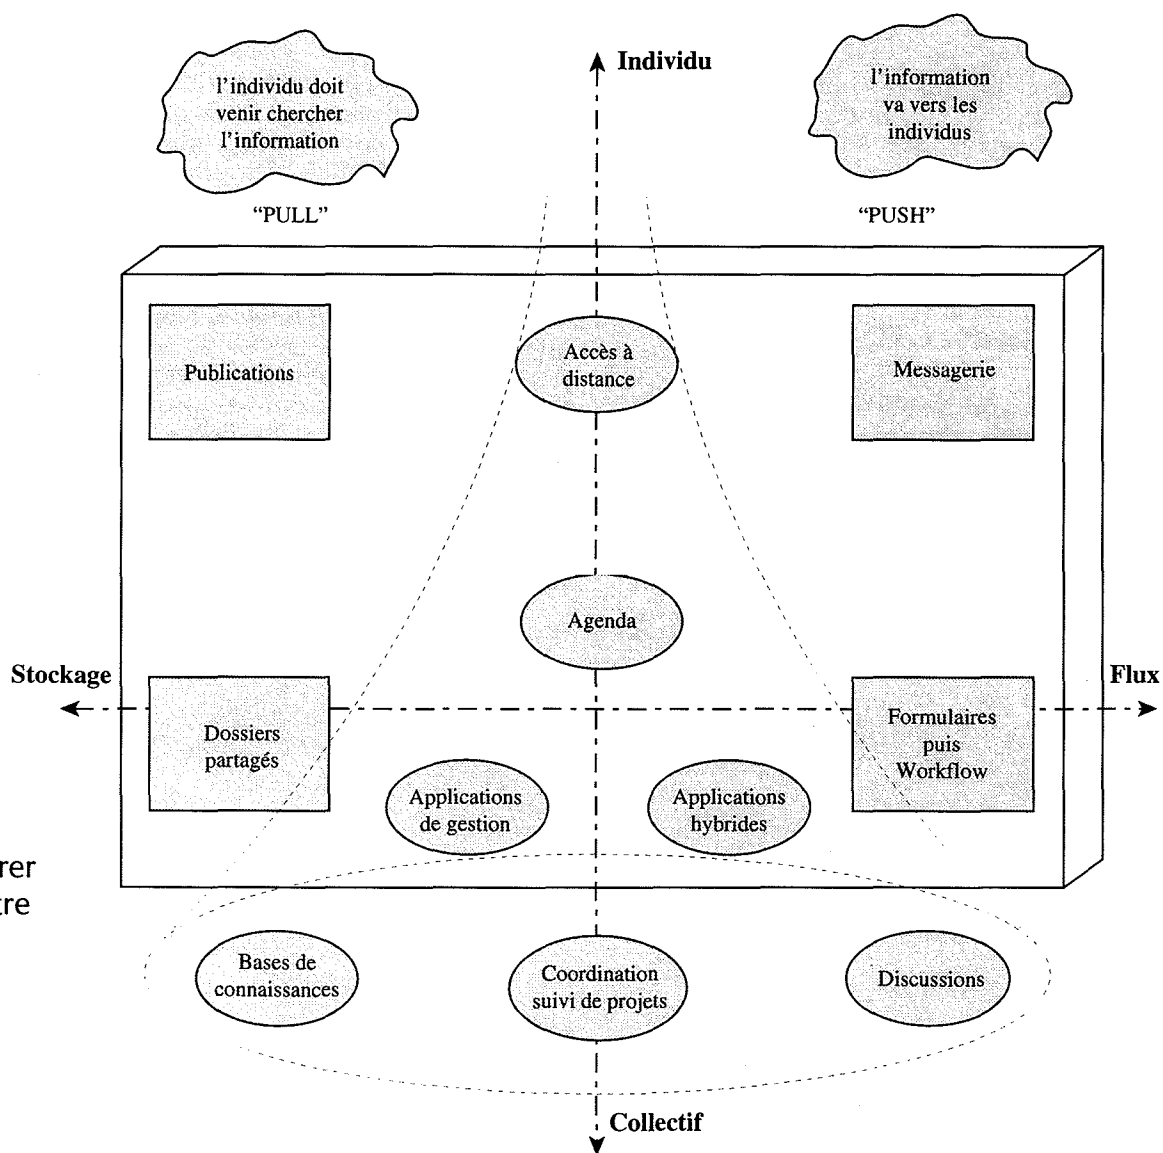 Individu
l'individu doit
venir chercher
l'information
l'information
va vers les
individus
“PULL”
“PUSH”
Publications
Accès à
distance
Messagerie
Agenda
Stockage
Flux
Dossiers
partagés
Formulaires
puis
Workflow
Applications
de gestion
Applications
hybrides
rer
tre
Bases de
connaissances
Coordination
suivi de projets
Discussions
Collectif